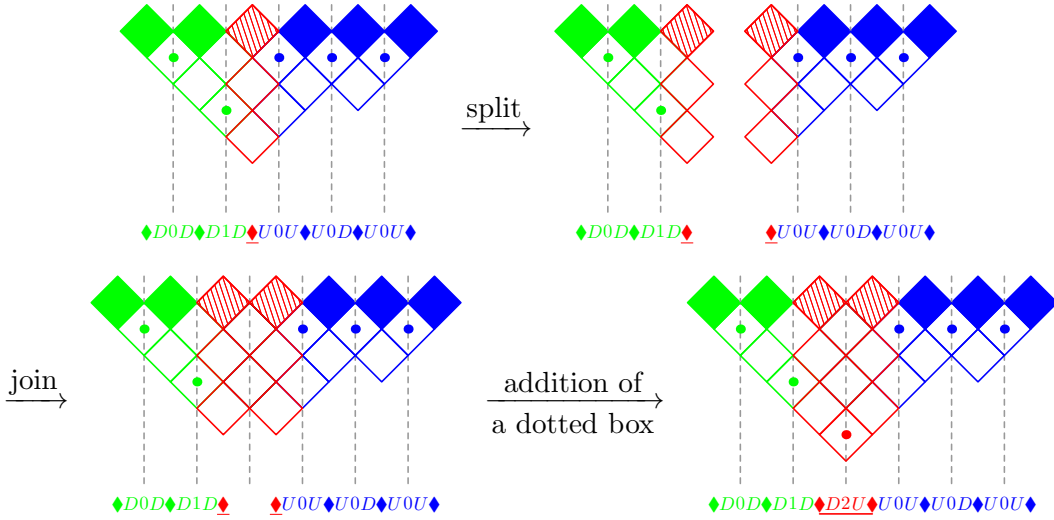 split
♦D0D♦D1D♦U0U♦U0D♦U0U♦
♦D0D♦D1D♦ ♦U0U♦U0D♦U0U♦
join
addition of
a dotted box
♦D0D♦D1D♦ ♦U0U♦U0D♦U0U♦
♦D0D♦D1D♦D2U♦U0U♦U0D♦U0U♦